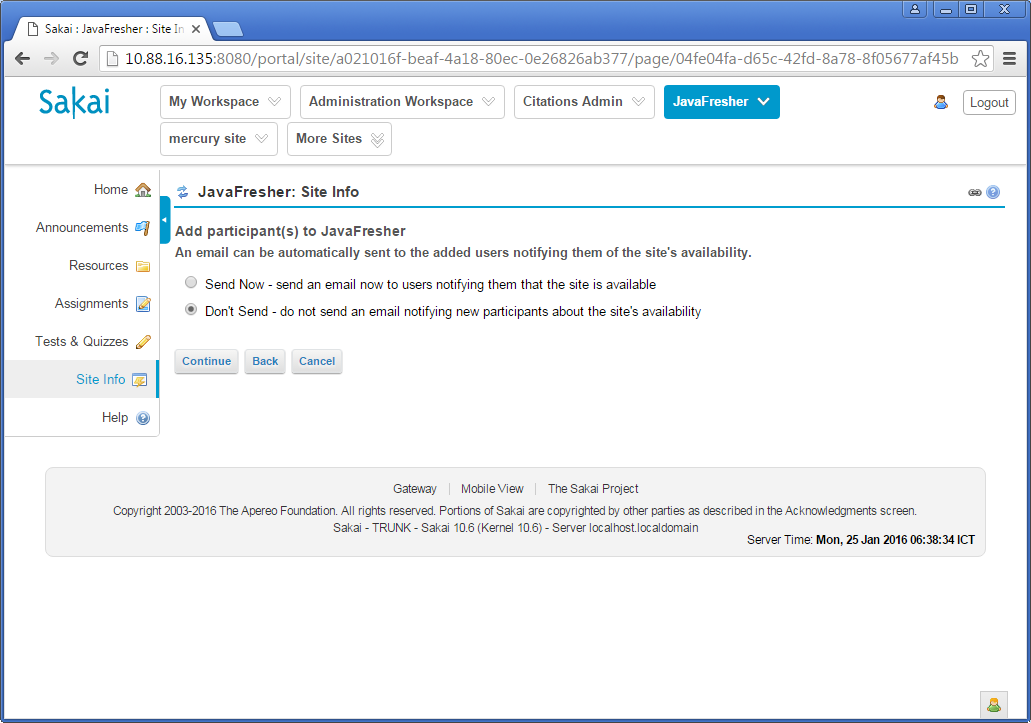 Sakai : JavaFresher : Site In
10.88.16.135:8080/portal/site/a021016f-beaf-4a18-80ec-0e26826ab377/page/04fe04fa-d65c-42fd-8a78-8f05677af45b
Sakai
My Workspace
Administration Workspace
Citations Admin
JavaFresher
Logout
mercury site
More Sites
Home
Announcements
Resources
Assignments
Tests & Quizzes
Site Info
Help
JavaFresher: Site Info
Add participant(s) to JavaFresher
An email can be automatically sent to the added users notifying them of the site's availability.
Send Now - send an email now to users notifying them that the site is available
Don't Send - do not send an email notifying new participants about the site's availability
Continue
Back
Cancel
Gateway | Mobile View | The Sakai Project
Copyright 2003-2016 The Apereo Foundation. All rights reserved. Portions of Sakai are copyrighted by other parties as described in the Acknowledgments screen.
Sakai - TRUNK - Sakai 10.6 (Kernel 10.6) - Server localhost.localdomain
Server Time: Mon, 25 Jan 2016 06:38:34 ICT